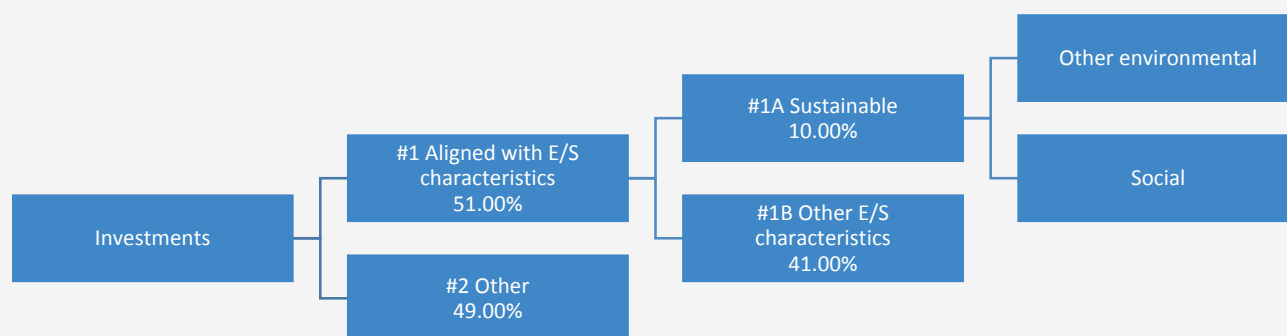 Investments
#1 Aligned with E/S
characteristics
51.00%
#2 Other
49.00%
#1A Sustainable
10.00%
#1B Other E/S
characteristics
41.00%
Other environmental
Social